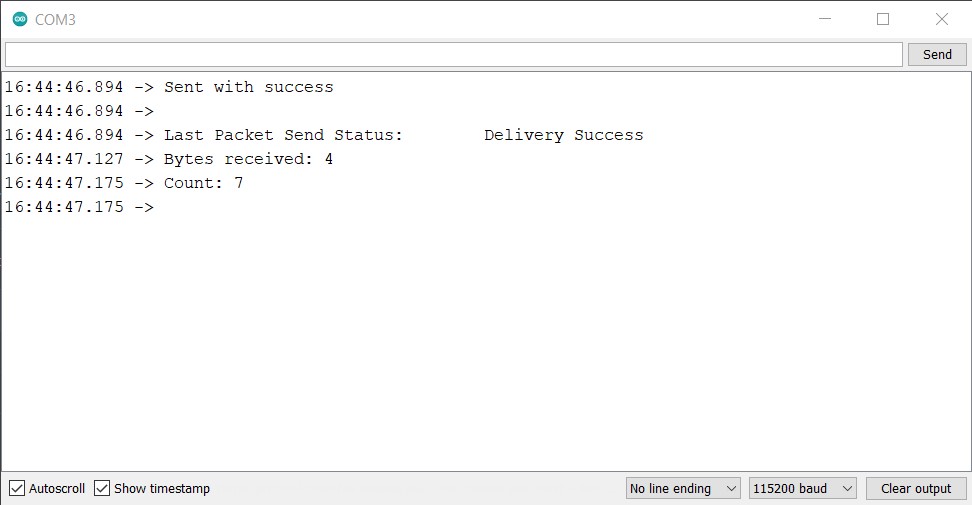 COM3
Send
16:44:46.894 -> Sent with success
16:44:46.894 ->
16:44:46.894 -> Last Packet Send Status:        Delivery Success
16:44:47.127 -> Bytes received: 4
16:44:47.175 -> Count: 7
16:44:47.175 ->
Autoscroll Show timestamp No line ending 115200 baud Clear output